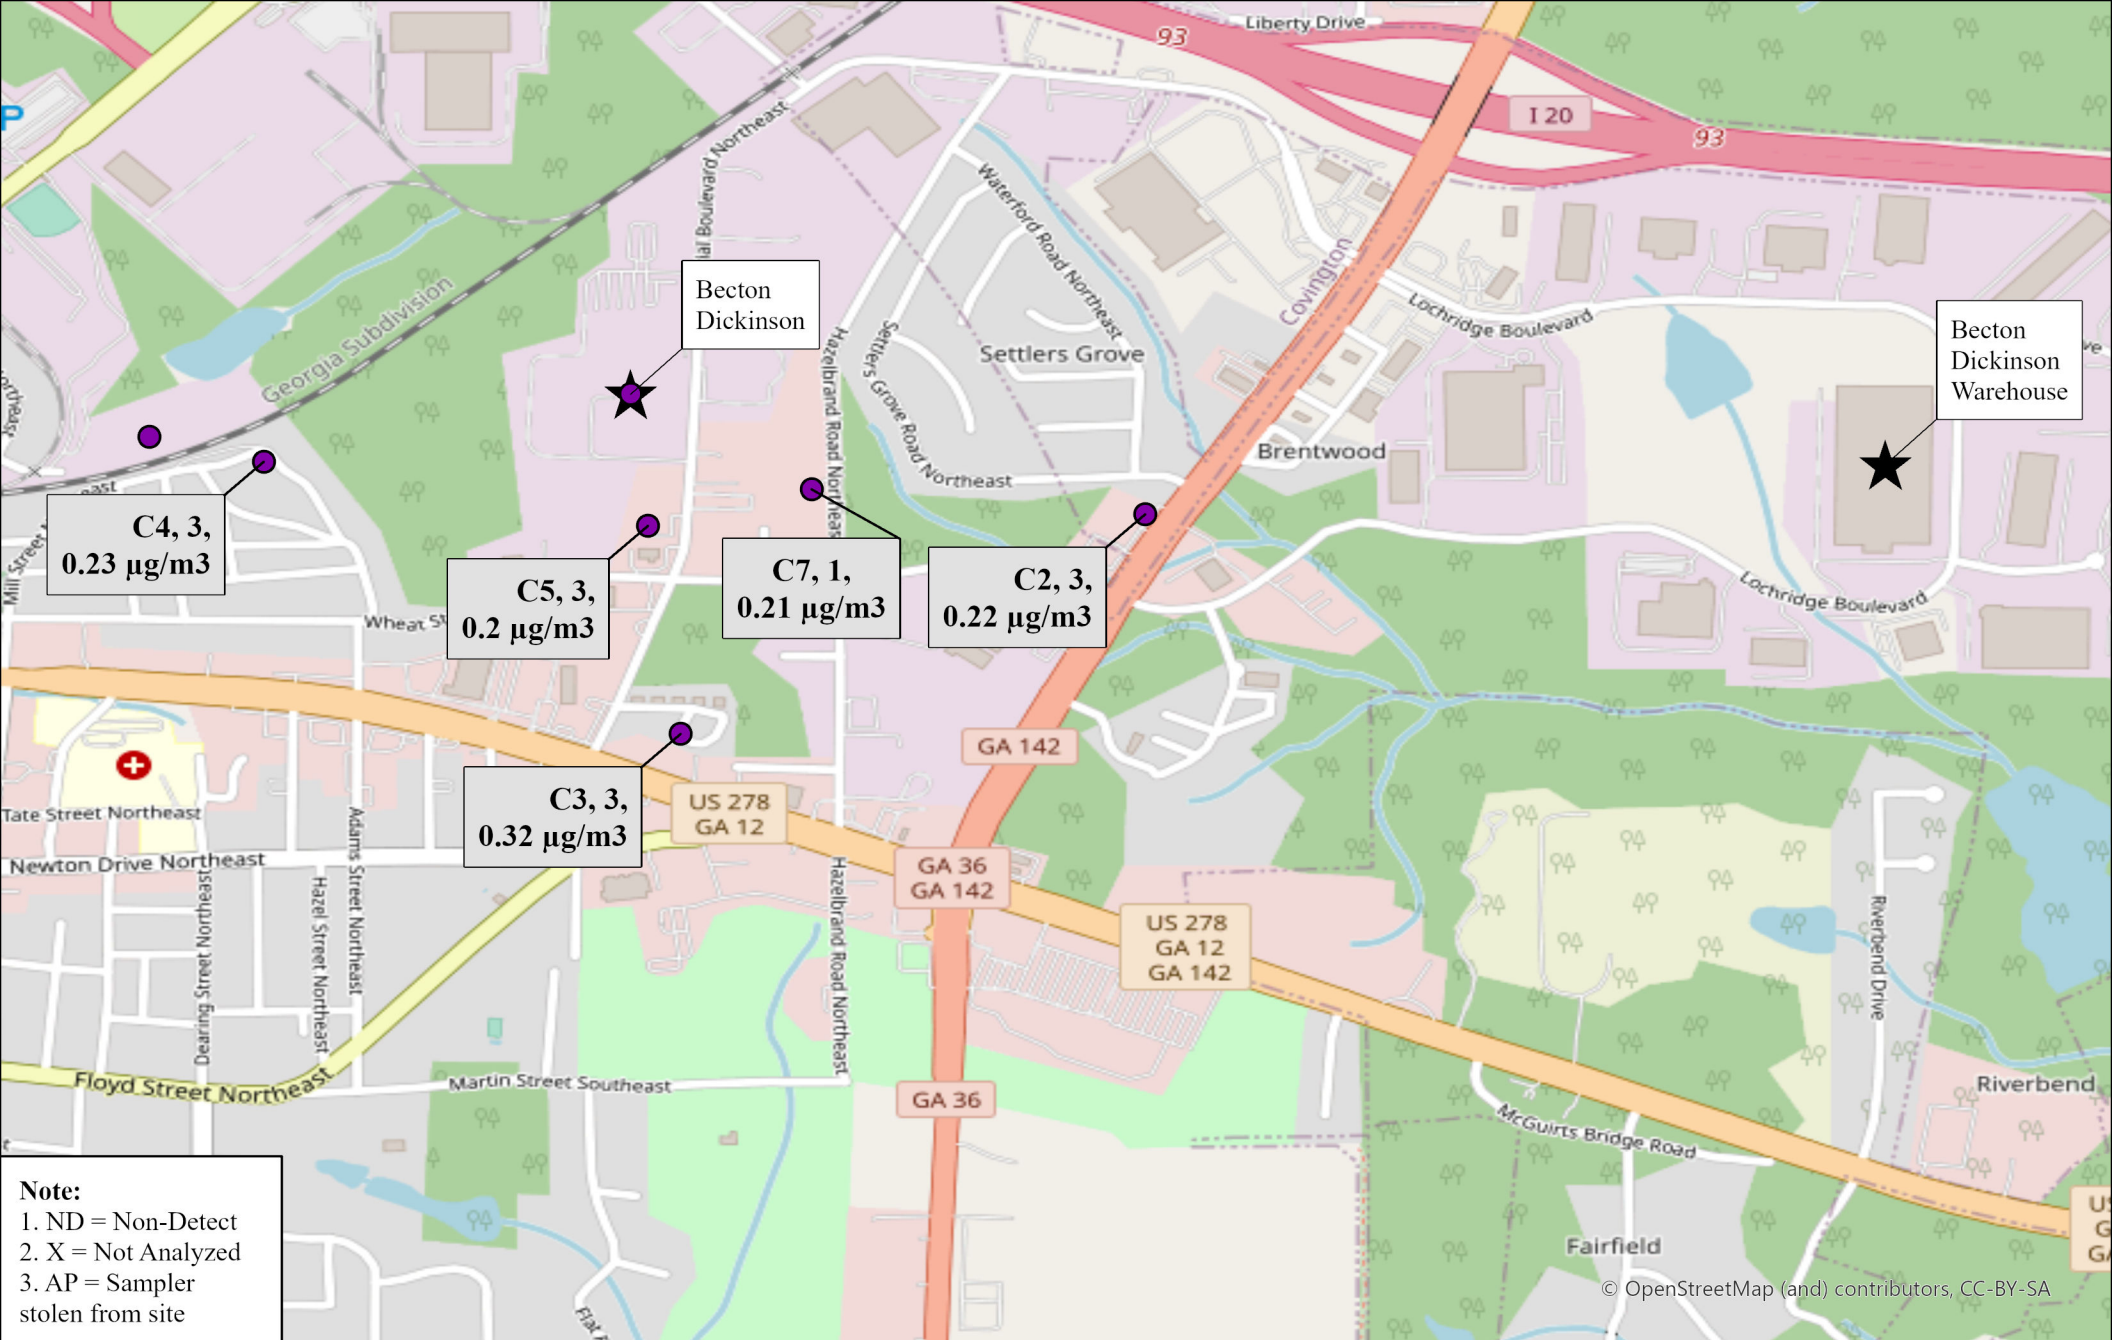 Liberty Drive
93
I 20
93
P
Boulevard Northeast
Waterford Road Northeast
Covington
Lochridge Boulevard
Georgia Subdivision
Becton
Dickinson
Settlers Grove
Hazelbrand Road Northeast
Settlers Grove Road Northeast
Becton
Dickinson
Warehouse
Brentwood
C4, 3,
0.23 µg/m3
C5, 3,
0.2 µg/m3
C7, 1,
0.21 µg/m3
C2, 3,
0.22 µg/m3
Mill Street
Wheat St
Lochridge Boulevard
GA 142
C3, 3,
0.32 µg/m3
US 278
GA 12
Tate Street Northeast
Newton Drive Northeast
Adams Street Northeast
Hazel Street Northeast
Dearing Street Northeast
GA 36
GA 142
Hazelbrand Road Northeast
US 278
GA 12
GA 142
Riverbend Drive
Floyd Street Northeast
Martin Street Southeast
GA 36
Riverbend
McGuirts Bridge Road
Fairfield
Note:
1. ND = Non-Detect
2. X = Not Analyzed
3. AP = Sampler
stolen from site
© OpenStreetMap (and) contributors, CC-BY-SA